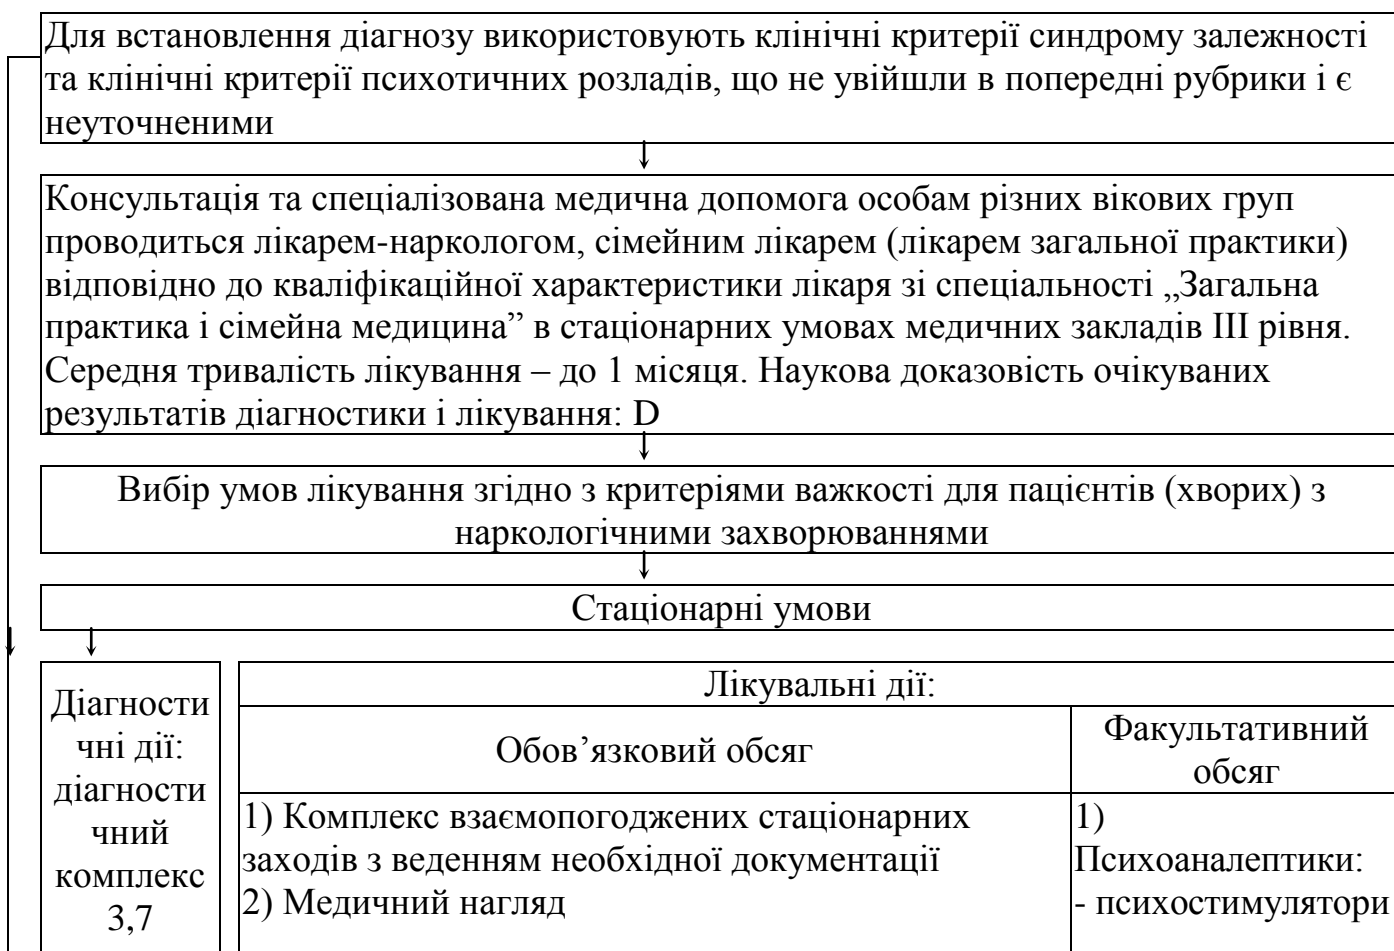 Для встановлення діагнозу використовують клінічні критерії синдрому залежності
та клінічні критерії психотичних розладів, що не увійшли в попередні рубрики і є
неуточненими
Консультація та спеціалізована медична допомога особам різних вікових груп
проводиться лікарем-наркологом, сімейним лікарем (лікарем загальної практики)
відповідно до кваліфікаційної характеристики лікаря зі спеціальності „Загальна
практика і сімейна медицина” в стаціонарних умовах медичних закладів III рівня.
Середня тривалість лікування – до 1 місяця. Наукова доказовість очікуваних
результатів діагностики і лікування: D
Вибір умов лікування згідно з критеріями важкості для пацієнтів (хворих) з
наркологічними захворюваннями
Стаціонарні умови
Діагности
чні дії:
діагности
чний
комплекс
3,7
Лікувальні дії:
Обов’язковий обсяг
Факультативний
обсяг
1) Комплекс взаємопогоджених стаціонарних
заходів з веденням необхідної документації
2) Медичний нагляд
1)
Психоаналептики:
- психостимулятори